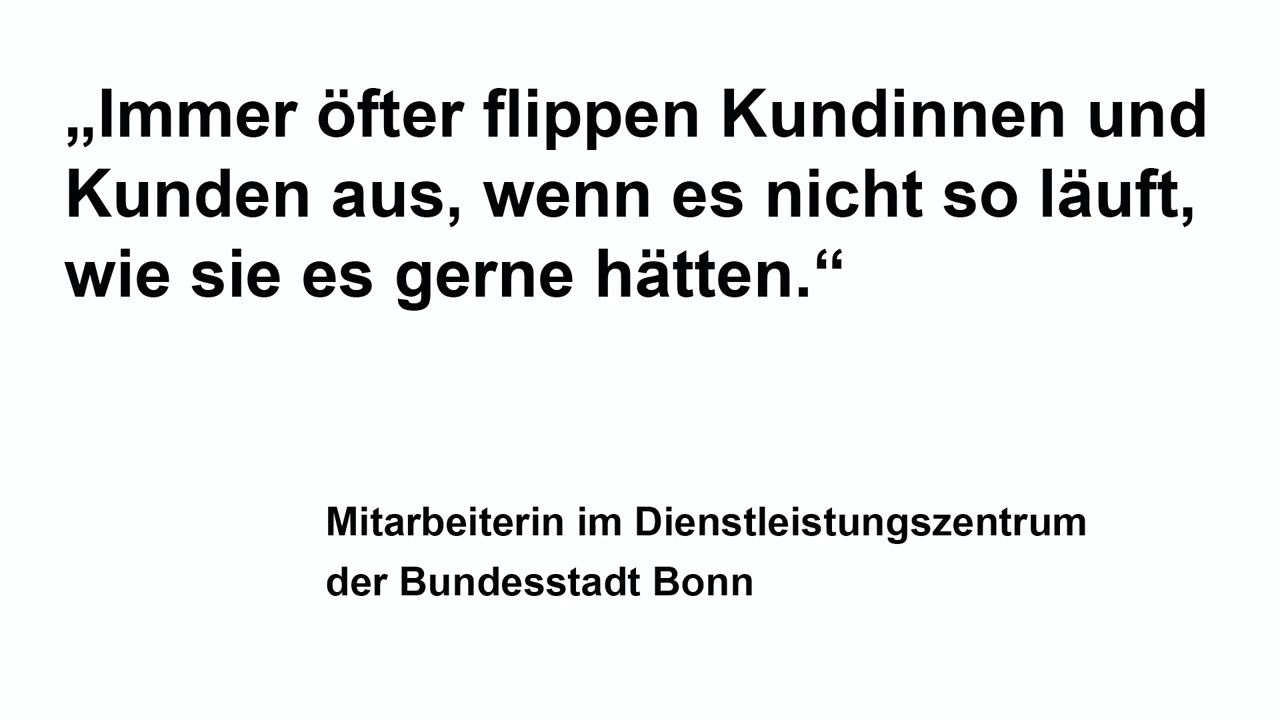 „Immer öfter flippen Kundinnen und
Kunden aus, wenn es nicht so läuft,
wie sie es gerne hätten.“
Mitarbeiterin im Dienstleistungszentrum
der Bundesstadt Bonn